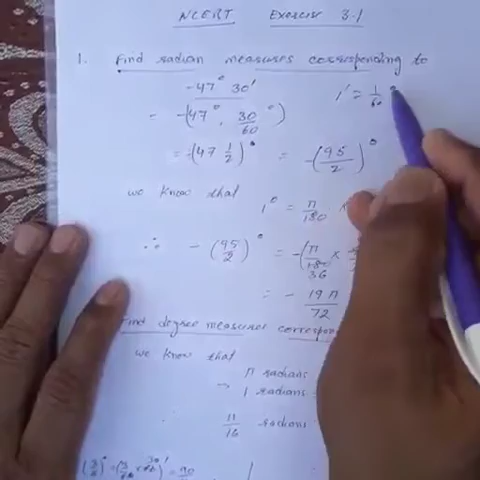 NCERT Exercise 3.1
1. Find radian measures corresponding to
-47° 30' 1' = 1/60 °
= -(47°, 30/60)
= -(47 1/2)° = -(95/2)°
we know that 1° = π/180 ×
∴ -(95/2)° = -(π/180 ×
36
= - 19π/72
Find degree measures
we know that
π radians
→ 1 radians
11/16 radians